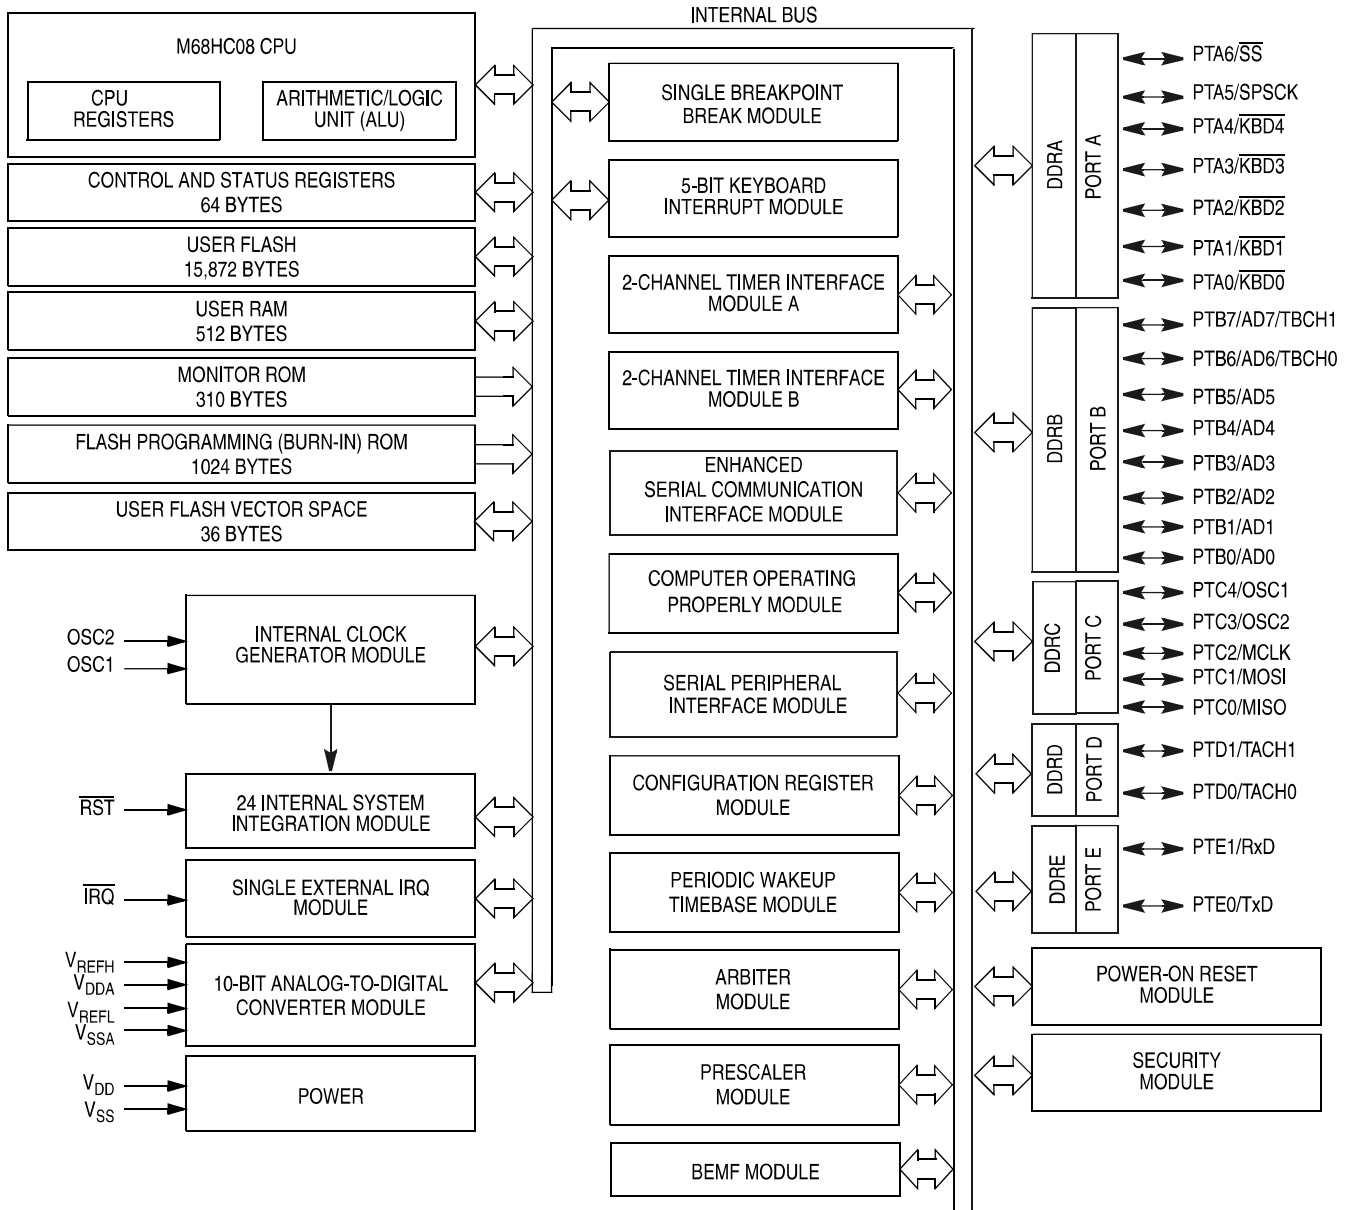 INTERNAL BUS
M68HC08 CPU
CPU
REGISTERS
ARITHMETIC/LOGIC
UNIT (ALU)
CONTROL AND STATUS REGISTERS
64 BYTES
USER FLASH
15,872 BYTES
USER RAM
512 BYTES
MONITOR ROM
310 BYTES
FLASH PROGRAMMING (BURN-IN) ROM
1024 BYTES
USER FLASH VECTOR SPACE
36 BYTES
OSC2
OSC1
INTERNAL CLOCK
GENERATOR MODULE
RST
24 INTERNAL SYSTEM
INTEGRATION MODULE
IRQ
SINGLE EXTERNAL IRQ
MODULE
VREFH
VDDA
VREFL
VSSA
10-BIT ANALOG-TO-DIGITAL
CONVERTER MODULE
VDD
VSS
POWER
SINGLE BREAKPOINT
BREAK MODULE
5-BIT KEYBOARD
INTERRUPT MODULE
2-CHANNEL TIMER INTERFACE
MODULE A
2-CHANNEL TIMER INTERFACE
MODULE B
ENHANCED
SERIAL COMMUNICATION
INTERFACE MODULE
COMPUTER OPERATING
PROPERLY MODULE
SERIAL PERIPHERAL
INTERFACE MODULE
CONFIGURATION REGISTER
MODULE
PERIODIC WAKEUP
TIMEBASE MODULE
ARBITER
MODULE
PRESCALER
MODULE
BEMF MODULE
DDRA
PORT A
PTA6/SS
PTA5/SPSCK
PTA4/KBD4
PTA3/KBD3
PTA2/KBD2
PTA1/KBD1
PTA0/KBD0
DDRB
PORT B
PTB7/AD7/TBCH1
PTB6/AD6/TBCH0
PTB5/AD5
PTB4/AD4
PTB3/AD3
PTB2/AD2
PTB1/AD1
PTB0/AD0
DDRC
PORT C
PTC4/OSC1
PTC3/OSC2
PTC2/MCLK
PTC1/MOSI
PTC0/MISO
DDRD
PORT D
PTD1/TACH1
PTD0/TACH0
DDRE
PORT E
PTE1/RxD
PTE0/TxD
POWER-ON RESET
MODULE
SECURITY
MODULE